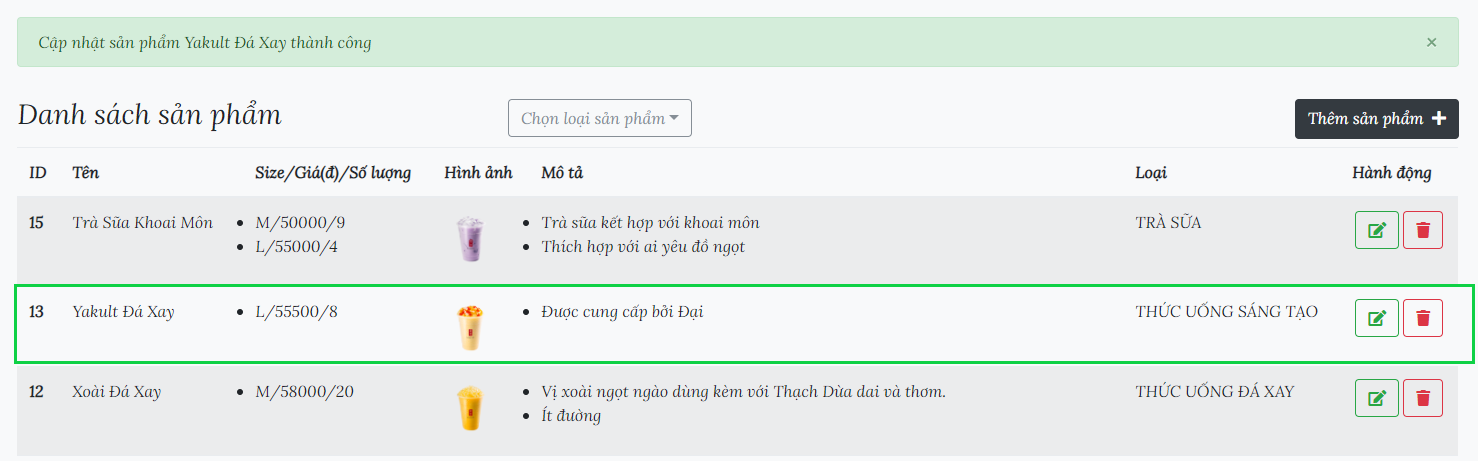 Cập nhật sản phẩm Yakult Đá Xay thành công ×
Danh sách sản phẩm
Chọn loại sản phẩm
Thêm sản phẩm +
ID Tên Size/Giá(đ)/Số lượng Hình ảnh Mô tả Loại Hành động
15 Trà Sữa Khoai Môn • M/50000/9 • Trà sữa kết hợp với khoai môn TRÀ SỮA
• L/55000/4 • Thích hợp với ai yêu đồ ngọt
13 Yakult Đá Xay • L/55500/8 • Được cung cấp bởi Đại THỨC UỐNG SÁNG TẠO
12 Xoài Đá Xay • M/58000/20 • Vị xoài ngọt ngào dùng kèm với Thạch Dừa dai và thơm. THỨC UỐNG ĐÁ XAY
• Ít đường